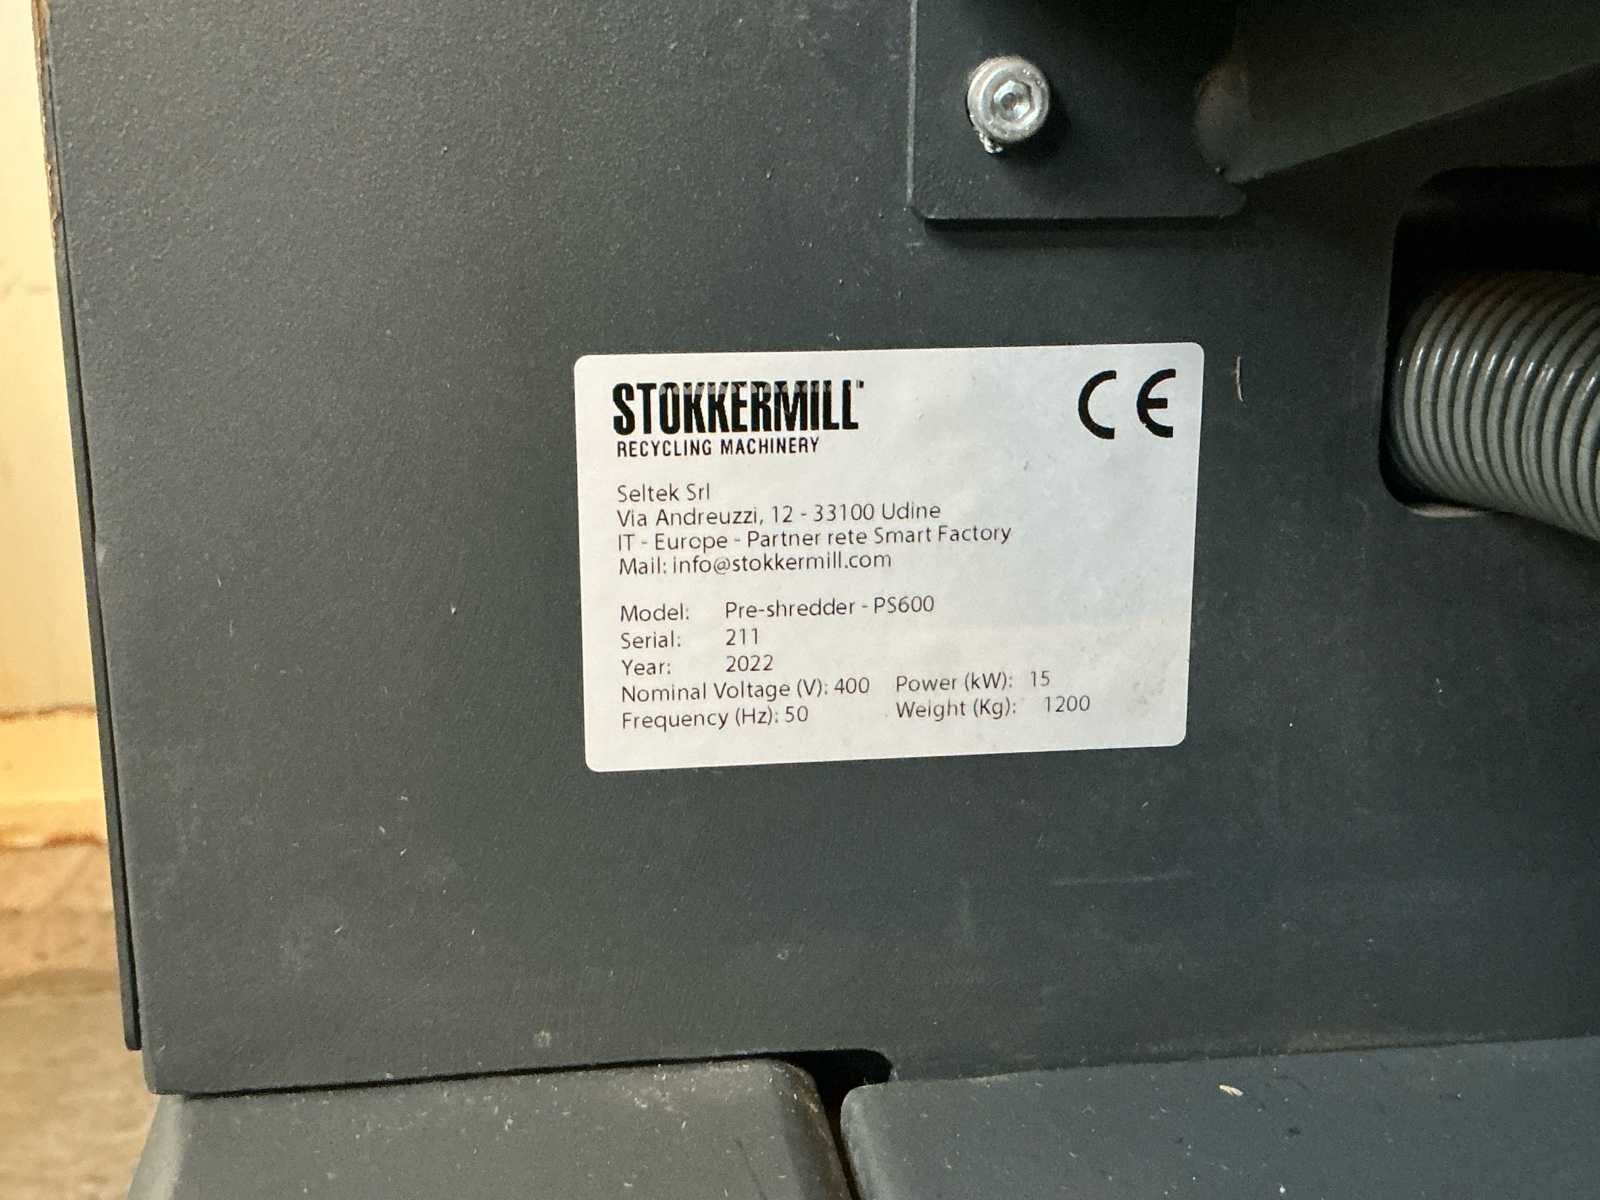 STOKKERMILL™
RECYCLING MACHINERY
CE
Seltek Srl
Via Andreuzzi, 12 - 33100 Udine
IT - Europe - Partner rete Smart Factory
Mail: info@stokkermill.com
Model: Pre-shredder - PS600
Serial: 211
Year: 2022
Nominal Voltage (V): 400 Power (kW): 15
Frequency (Hz): 50 Weight (Kg): 1200